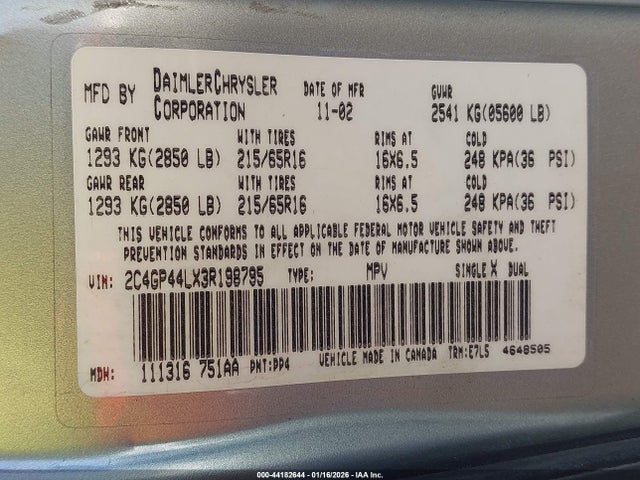 MFD BY DAIMLERCHRYSLER CORPORATION DATE OF MFR 11-02 GVWR 2541 KG(05600 LB)
GAWR FRONT WITH TIRES RIMS AT COLD
1293 KG(2850 LB) 215/65R16 16X6.5 248 KPA(36 PSI)
GAWR REAR WITH TIRES RIMS AT COLD
1293 KG(2850 LB) 215/65R16 16X6.5 248 KPA(36 PSI)
THIS VEHICLE CONFORMS TO ALL APPLICABLE FEDERAL MOTOR VEHICLE SAFETY AND THEFT
PREVENTION STANDARDS IN EFFECT ON THE DATE OF MANUFACTURE SHOWN ABOVE.
VIN: 2C4GP44LX3R198795 TYPE: MPV SINGLE X DUAL
MDH: 111316 751AA PNT:PP4 VEHICLE MADE IN CANADA TRM:E7L5 4648505
000-44182644 - 01/16/2026 - IAA Inc.